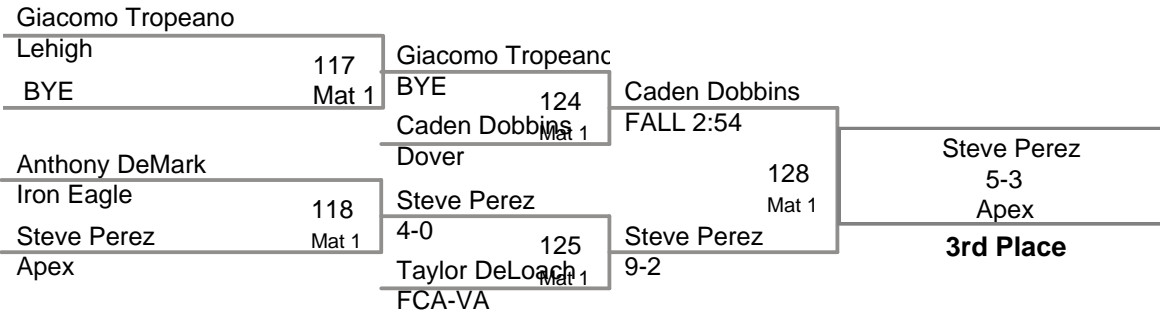 Giacomo Tropeano
Lehigh
BYE
117
Mat 1
Anthony DeMark
Iron Eagle
Steve Perez
Apex
118
Mat 1
Giacomo Tropeano
BYE
Caden Dobbins
Dover
124
Mat 1
Steve Perez
4-0
Taylor DeLoach
FCA-VA
125
Mat 1
Caden Dobbins
FALL 2:54
Steve Perez
9-2
128
Mat 1
Steve Perez
5-3
Apex
3rd Place